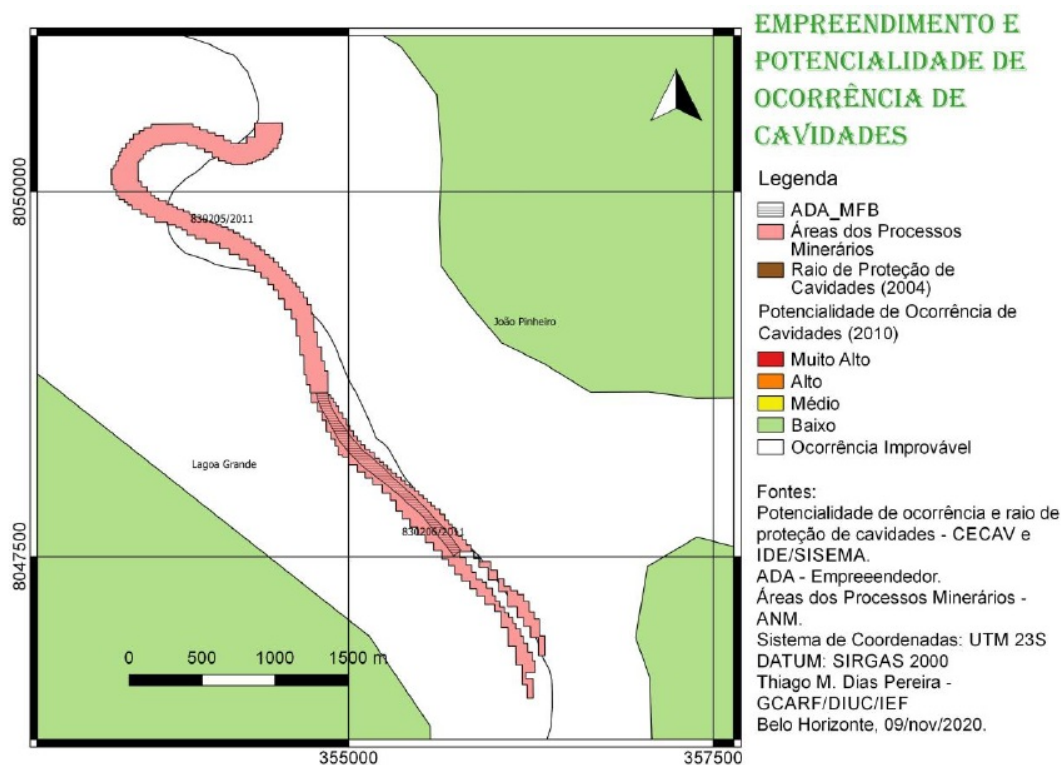 EMPREENDIMENTO E
POTENCIALIDADE DE
OCORRÊNCIA DE
CAVIDADES
Legenda
ADA_MFB
Áreas dos Processos
Minerários
Raio de Proteção de
Cavidades (2004)
Potencialidade de Ocorrência de
Cavidades (2010)
Muito Alto
Alto
Médio
Baixo
Ocorrência Improvável
Fontes:
Potencialidade de ocorrência e raio de
proteção de cavidades - CECAV e
IDE/SISEMA.
ADA - Empreeendedor.
Áreas dos Processos Minerários -
ANM.
Sistema de Coordenadas: UTM 23S
DATUM: SIRGAS 2000
Thiago M. Dias Pereira -
GCARF/DIUC/IEF
Belo Horizonte, 09/nov/2020.
8050000
8047500
839205/2011
João Pinheiro
Lagoa Grande
830206/2011
0 500 1000 1500 m
355000
357500